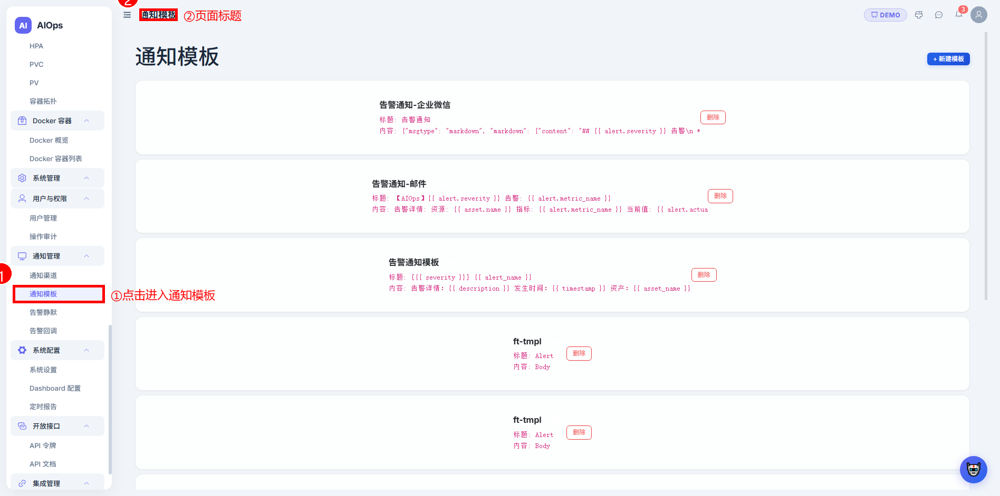 AI AIOps
HPA
PVC
PV
容器拓扑
Docker 容器
Docker 概览
Docker 容器列表
系统管理
用户与权限
用户管理
操作审计
通知管理
1
通知渠道
通知模板
①点击进入通知模板
告警静默
告警回调
系统配置
系统设置
Dashboard 配置
定时报告
开放接口
API 令牌
API 文档
集成管理
2
通知模板
②页面标题
DEMO
3
通知模板
+ 新建模板
告警通知-企业微信
标题: 告警通知
内容: {"msgtype": "markdown", "markdown": {"content": "## {{ alert.severity }} 告警\n *
删除
告警通知-邮件
标题: 【AIOps】{{ alert.severity }} 告警: {{ alert.metric_name }}
内容: 告警详情: 资源: {{ asset.name }} 指标: {{ alert.metric_name }} 当前值: {{ alert.actua
删除
告警通知模板
标题: [{{ severity }}] {{ alert_name }}
内容: 告警详情：{{ description }} 发生时间：{{ timestamp }} 资产：{{ asset_name }}
删除
ft-tmpl
标题: Alert
内容: Body
删除
ft-tmpl
标题: Alert
内容: Body
删除